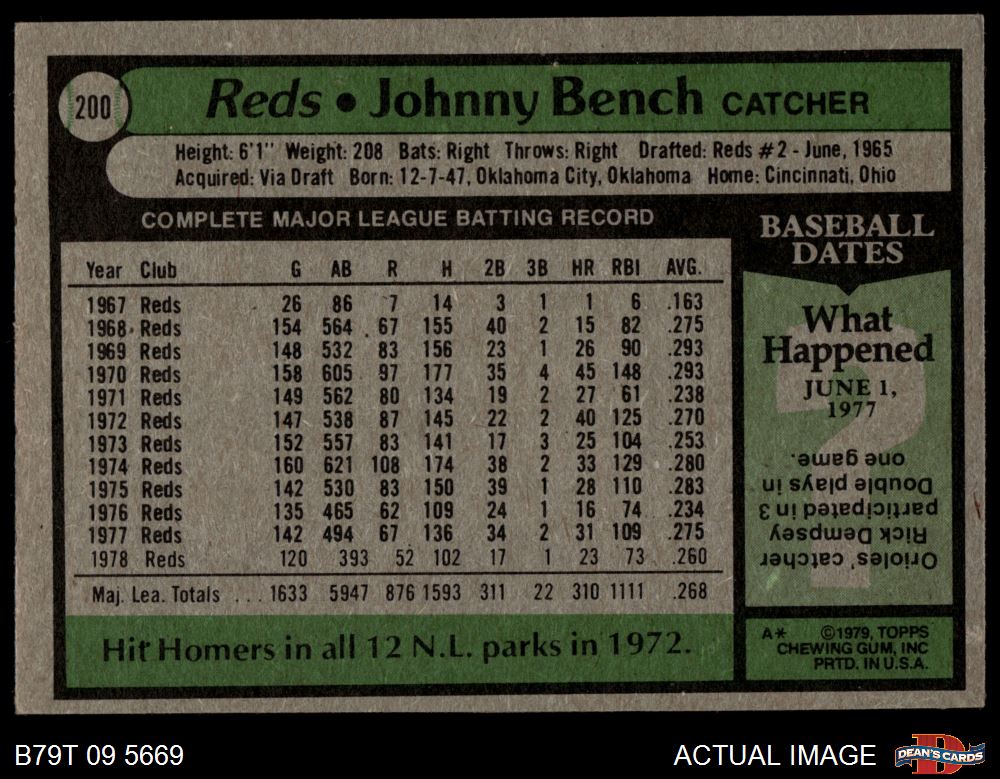 200
Reds • Johnny Bench CATCHER
Height: 6'1" Weight: 208 Bats: Right Throws: Right Drafted: Reds #2 - June, 1965
Acquired: Via Draft Born: 12-7-47, Oklahoma City, Oklahoma Home: Cincinnati, Ohio
COMPLETE MAJOR LEAGUE BATTING RECORD
Year Club G AB R H 2B 3B HR RBI AVG.
1967 Reds 26 86 7 14 3 1 1 6 .163
1968 Reds 154 564 67 155 40 2 15 82 .275
1969 Reds 148 532 83 156 23 1 26 90 .293
1970 Reds 158 605 97 177 35 4 45 148 .293
1971 Reds 149 562 80 134 19 2 27 61 .238
1972 Reds 147 538 87 145 22 2 40 125 .270
1973 Reds 152 557 83 141 17 3 25 104 .253
1974 Reds 160 621 108 174 38 2 33 129 .280
1975 Reds 142 530 83 150 39 1 28 110 .283
1976 Reds 135 465 62 109 24 1 16 74 .234
1977 Reds 142 494 67 136 34 2 31 109 .275
1978 Reds 120 393 52 102 17 1 23 73 .260
Maj. Lea. Totals ... 1633 5947 876 1593 311 22 310 1111 .268
Hit Homers in all 12 N.L. parks in 1972.
BASEBALL
DATES
What
Happened
JUNE 1,
1977
?
Orioles' catcher
Rick Dempsey
participated in 3
Double plays in
one game.
A* ©1979, TOPPS
CHEWING GUM, INC
PRTD. IN U.S.A.
B79T 09 5669
ACTUAL IMAGE
D
DEAN'S CARDS